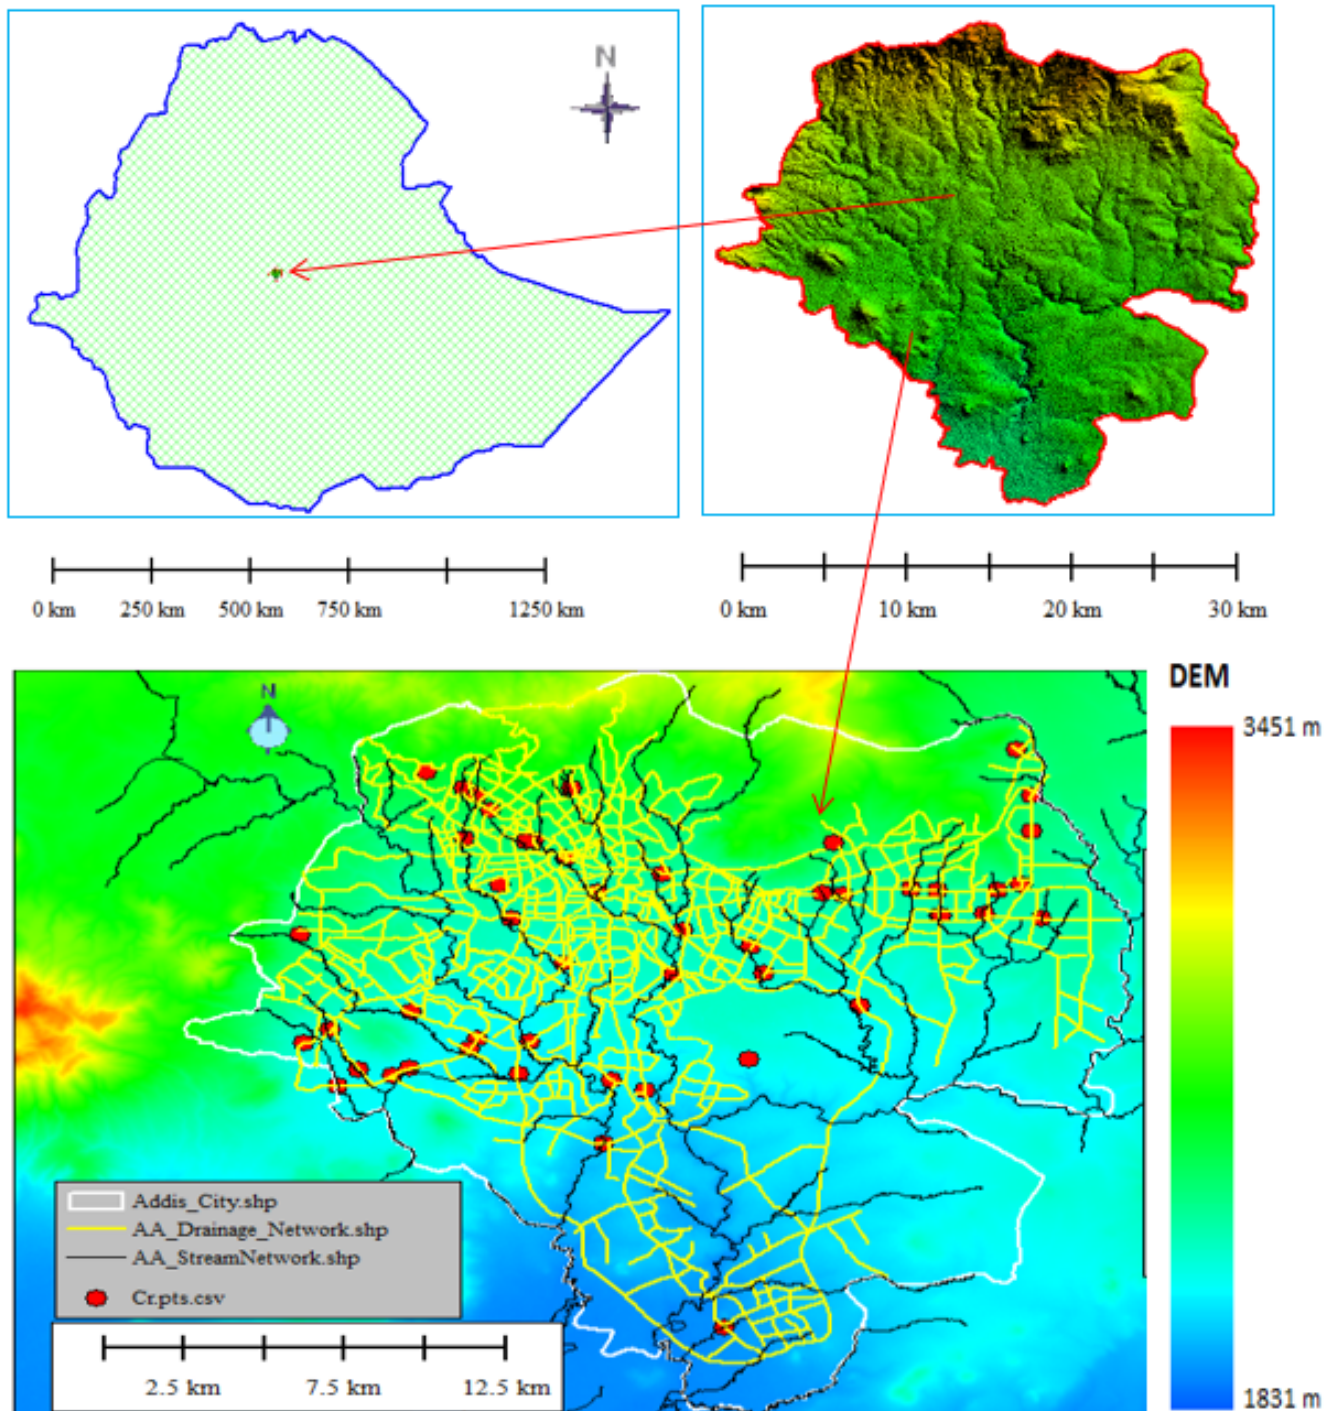 N
0 km 250 km 500 km 750 km 1250 km
0 km 10 km 20 km 30 km
DEM
3451 m
N
Addis_City.shp
AA_Drainage_Network.shp
AA_StreamNetwork.shp
Cr.pts.csv
2.5 km 7.5 km 12.5 km
1831 m